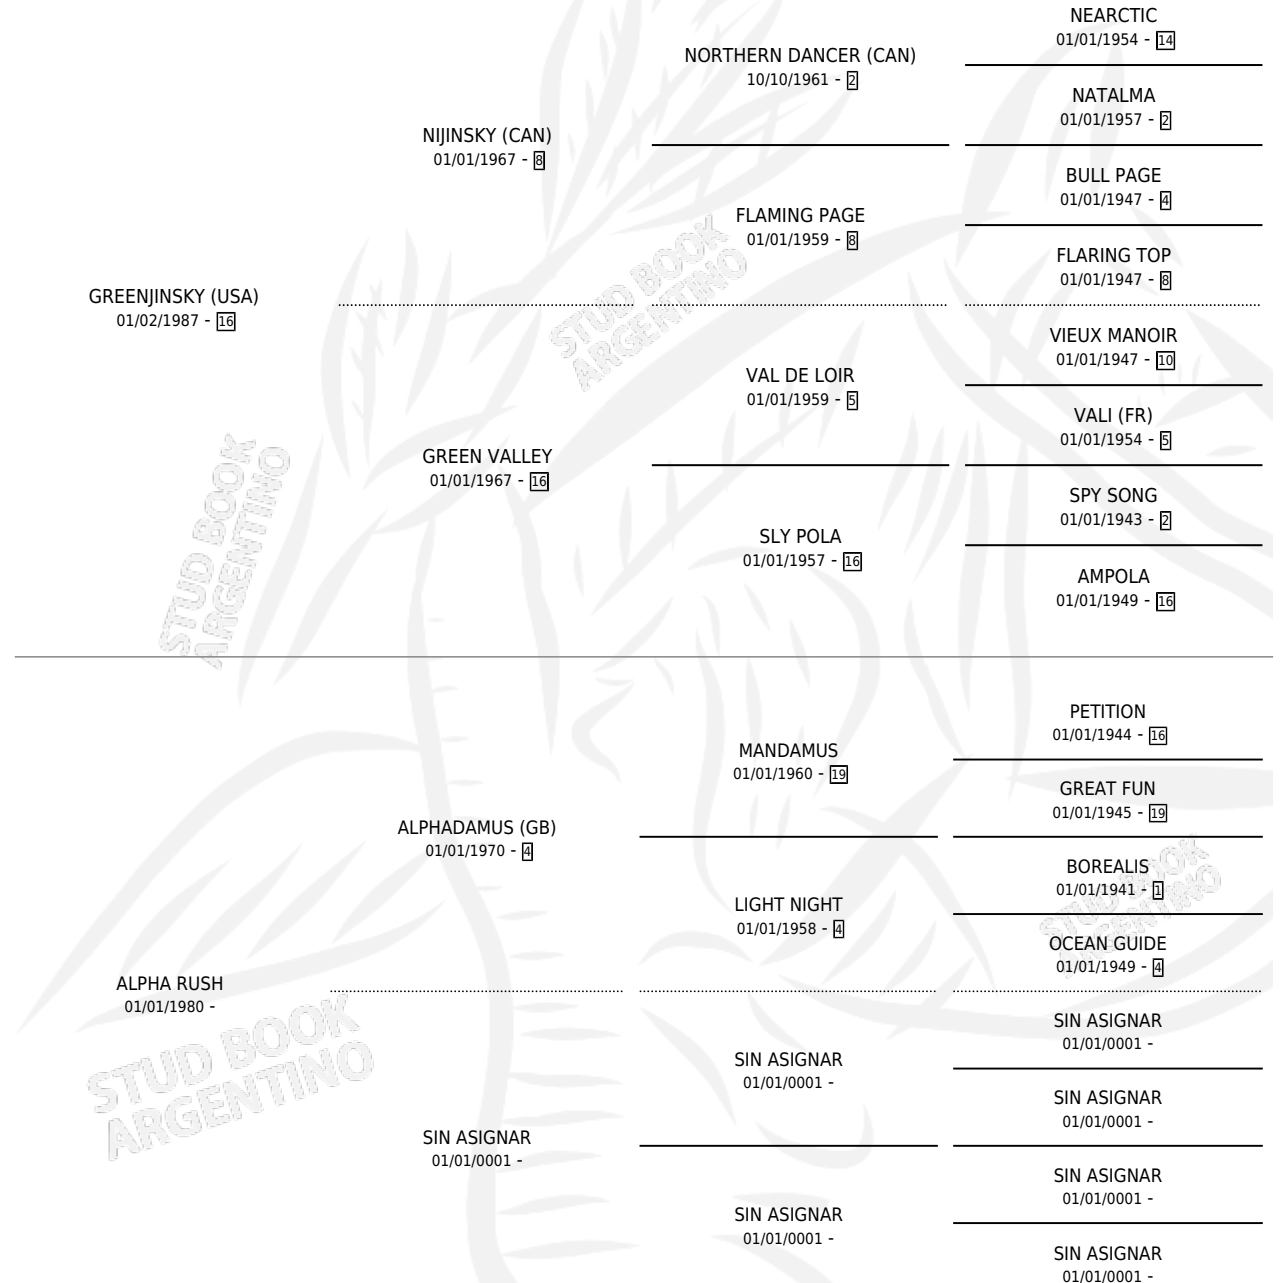 NEARCTIC
01/01/1954 - 14
NORTHERN DANCER (CAN)
10/10/1961 - 2
NATALMA
01/01/1957 - 2
NIJINSKY (CAN)
01/01/1967 - 8
BULL PAGE
01/01/1947 - 4
FLAMING PAGE
01/01/1959 - 8
FLARING TOP
01/01/1947 - 8
GREENJINSKY (USA)
01/02/1987 - 16
VIEUX MANOIR
01/01/1947 - 10
VAL DE LOIR
01/01/1959 - 5
VALI (FR)
01/01/1954 - 5
GREEN VALLEY
01/01/1967 - 16
SPY SONG
01/01/1943 - 2
SLY POLA
01/01/1957 - 16
AMPOLA
01/01/1949 - 16
PETITION
01/01/1944 - 16
MANDAMUS
01/01/1960 - 19
GREAT FUN
01/01/1945 - 19
ALPHADAMUS (GB)
01/01/1970 - 4
BOREALIS
01/01/1941 - 1
LIGHT NIGHT
01/01/1958 - 4
OCEAN GUIDE
01/01/1949 - 4
ALPHA RUSH
01/01/1980 -
SIN ASIGNAR
01/01/0001 -
SIN ASIGNAR
01/01/0001 -
SIN ASIGNAR
01/01/0001 -
SIN ASIGNAR
01/01/0001 -
SIN ASIGNAR
01/01/0001 -
SIN ASIGNAR
01/01/0001 -
SIN ASIGNAR
01/01/0001 -
STUD BOOK
ARGENTINO
STUD BOOK
ARGENTINO
STUD BOOK
ARGENTINO
STUD BOOK
ARGENTINO